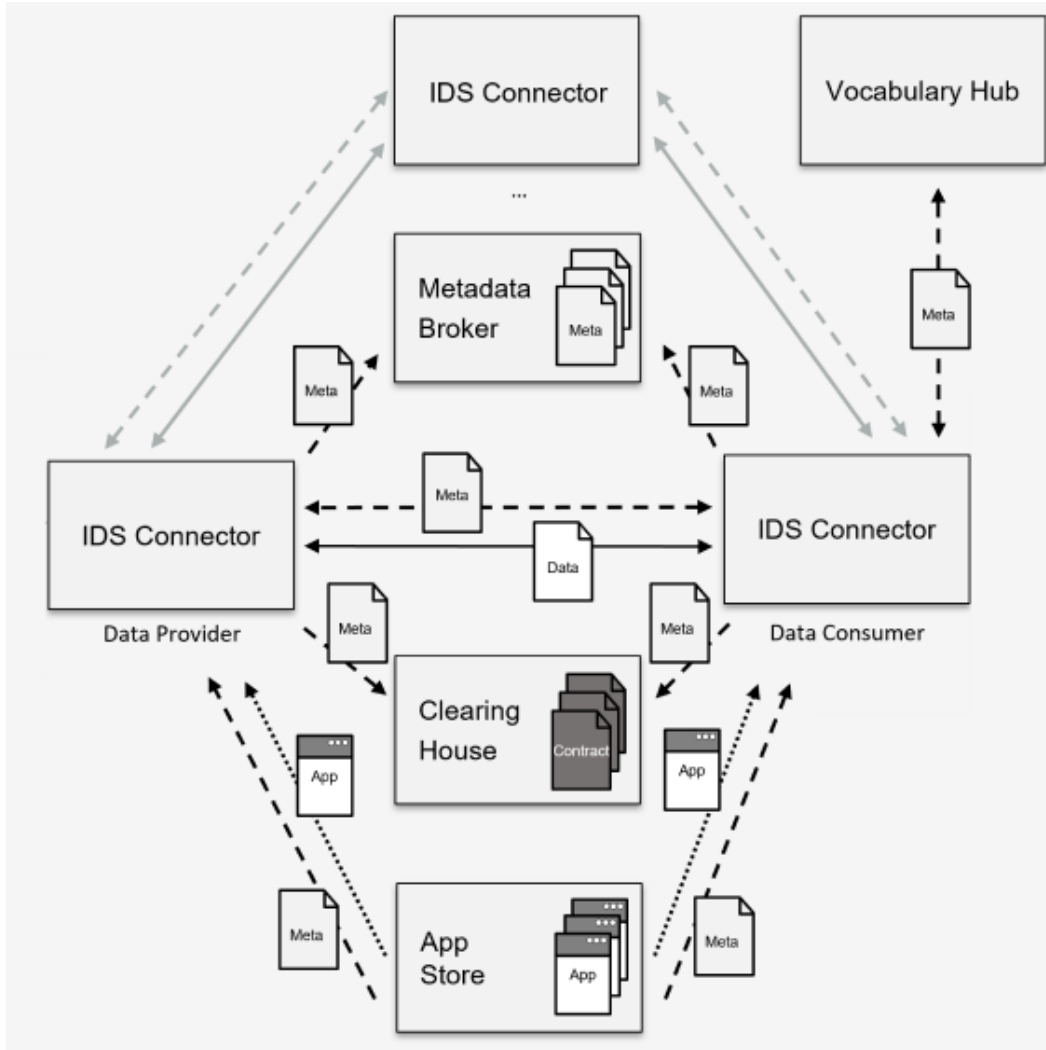 IDS Connector
Vocabulary Hub
...
Metadata
Broker
Meta
Meta
Meta
Meta
Meta
IDS Connector
IDS Connector
Data
Data Provider
Data Consumer
Meta
Meta
Clearing
House
Contract
App
App
Meta
Meta
App
Store
App